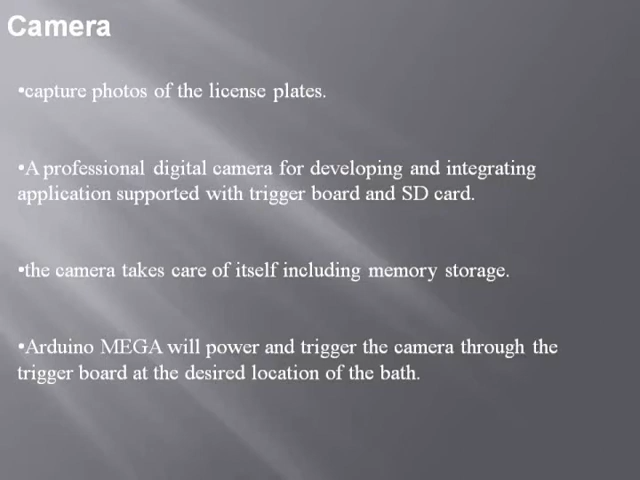 Camera
•capture photos of the license plates.
•A professional digital camera for developing and integrating
application supported with trigger board and SD card.
•the camera takes care of itself including memory storage.
•Arduino MEGA will power and trigger the camera through the
trigger board at the desired location of the bath.